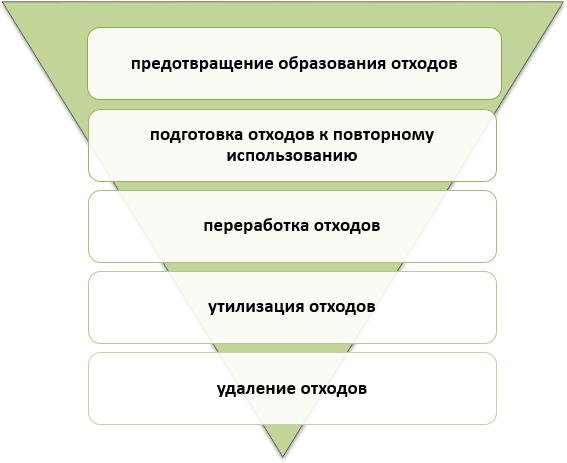 предотвращение образования отходов
подготовка отходов к повторному
использованию
переработка отходов
утилизация отходов
удаление отходов